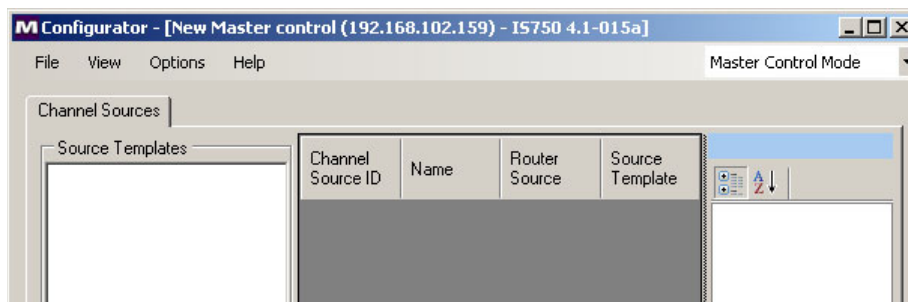 M Configurator - [New Master control (192.168.102.159) - IS750 4.1-015a]
File View Options Help Master Control Mode
Channel Sources
Source Templates
Channel Source ID Name Router Source Source Template
A Z